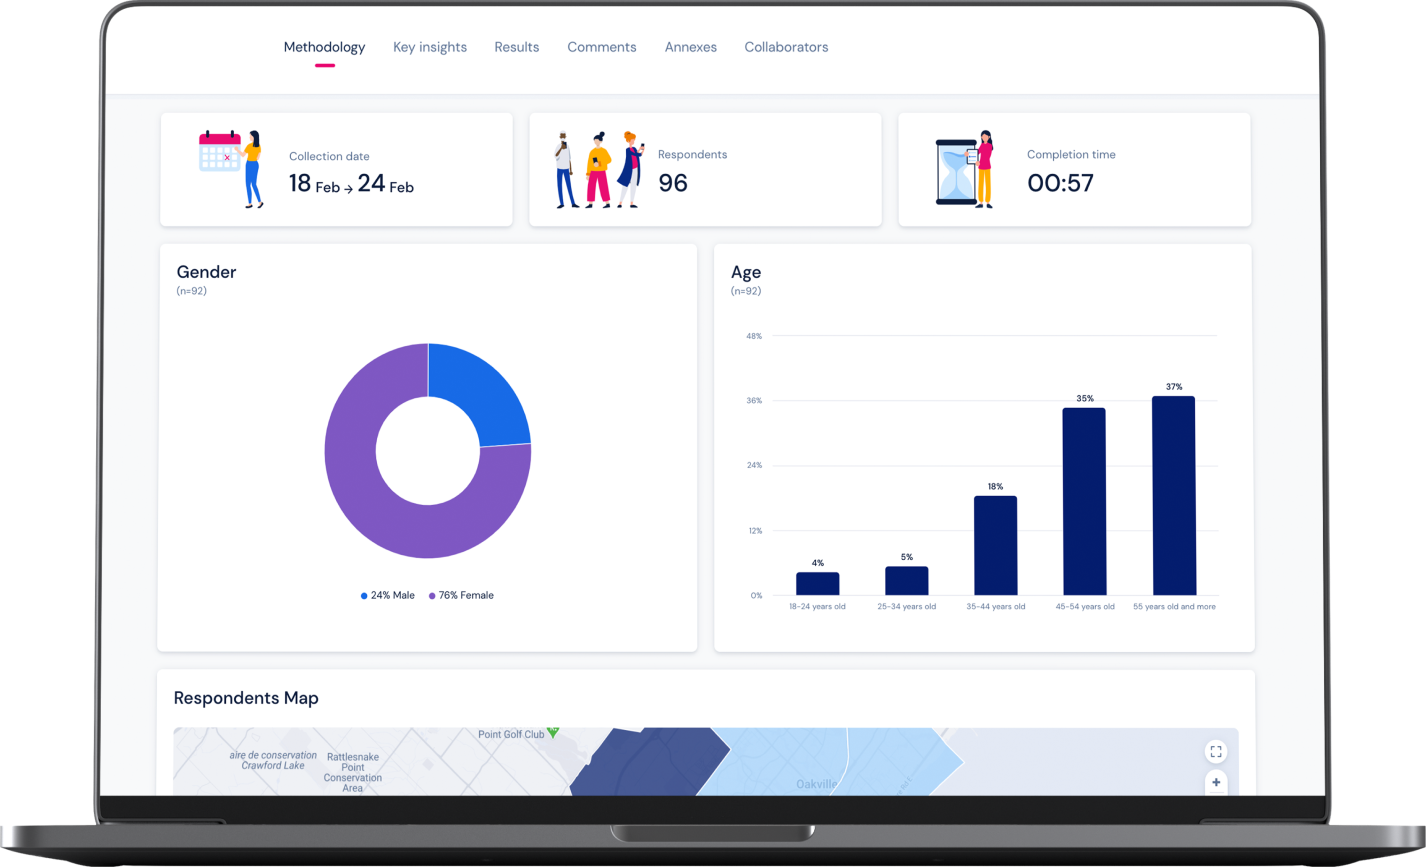 Methodology Key insights Results Comments Annexes Collaborators
Collection date
18 Feb → 24 Feb
Respondents
96
Completion time
00:57
Gender
(n=92)
24% Male 76% Female
Age
(n=92)
48%
36%
24%
12%
0%
4%
5%
18%
35%
37%
18-24 years old 25-34 years old 35-44 years old 45-54 years old 55 years old and more
Respondents Map
Point Golf Club
aire de conservation
Crawford Lake
Rattlesnake
Point
Conservation
Area
Oakville
+